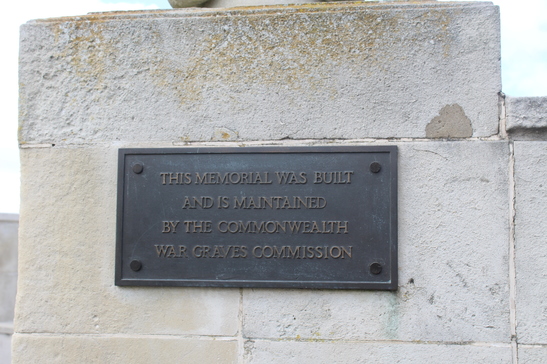 THIS MEMORIAL WAS BUILT
AND IS MAINTAINED
BY THE COMMONWEALTH
WAR GRAVES COMMISSION